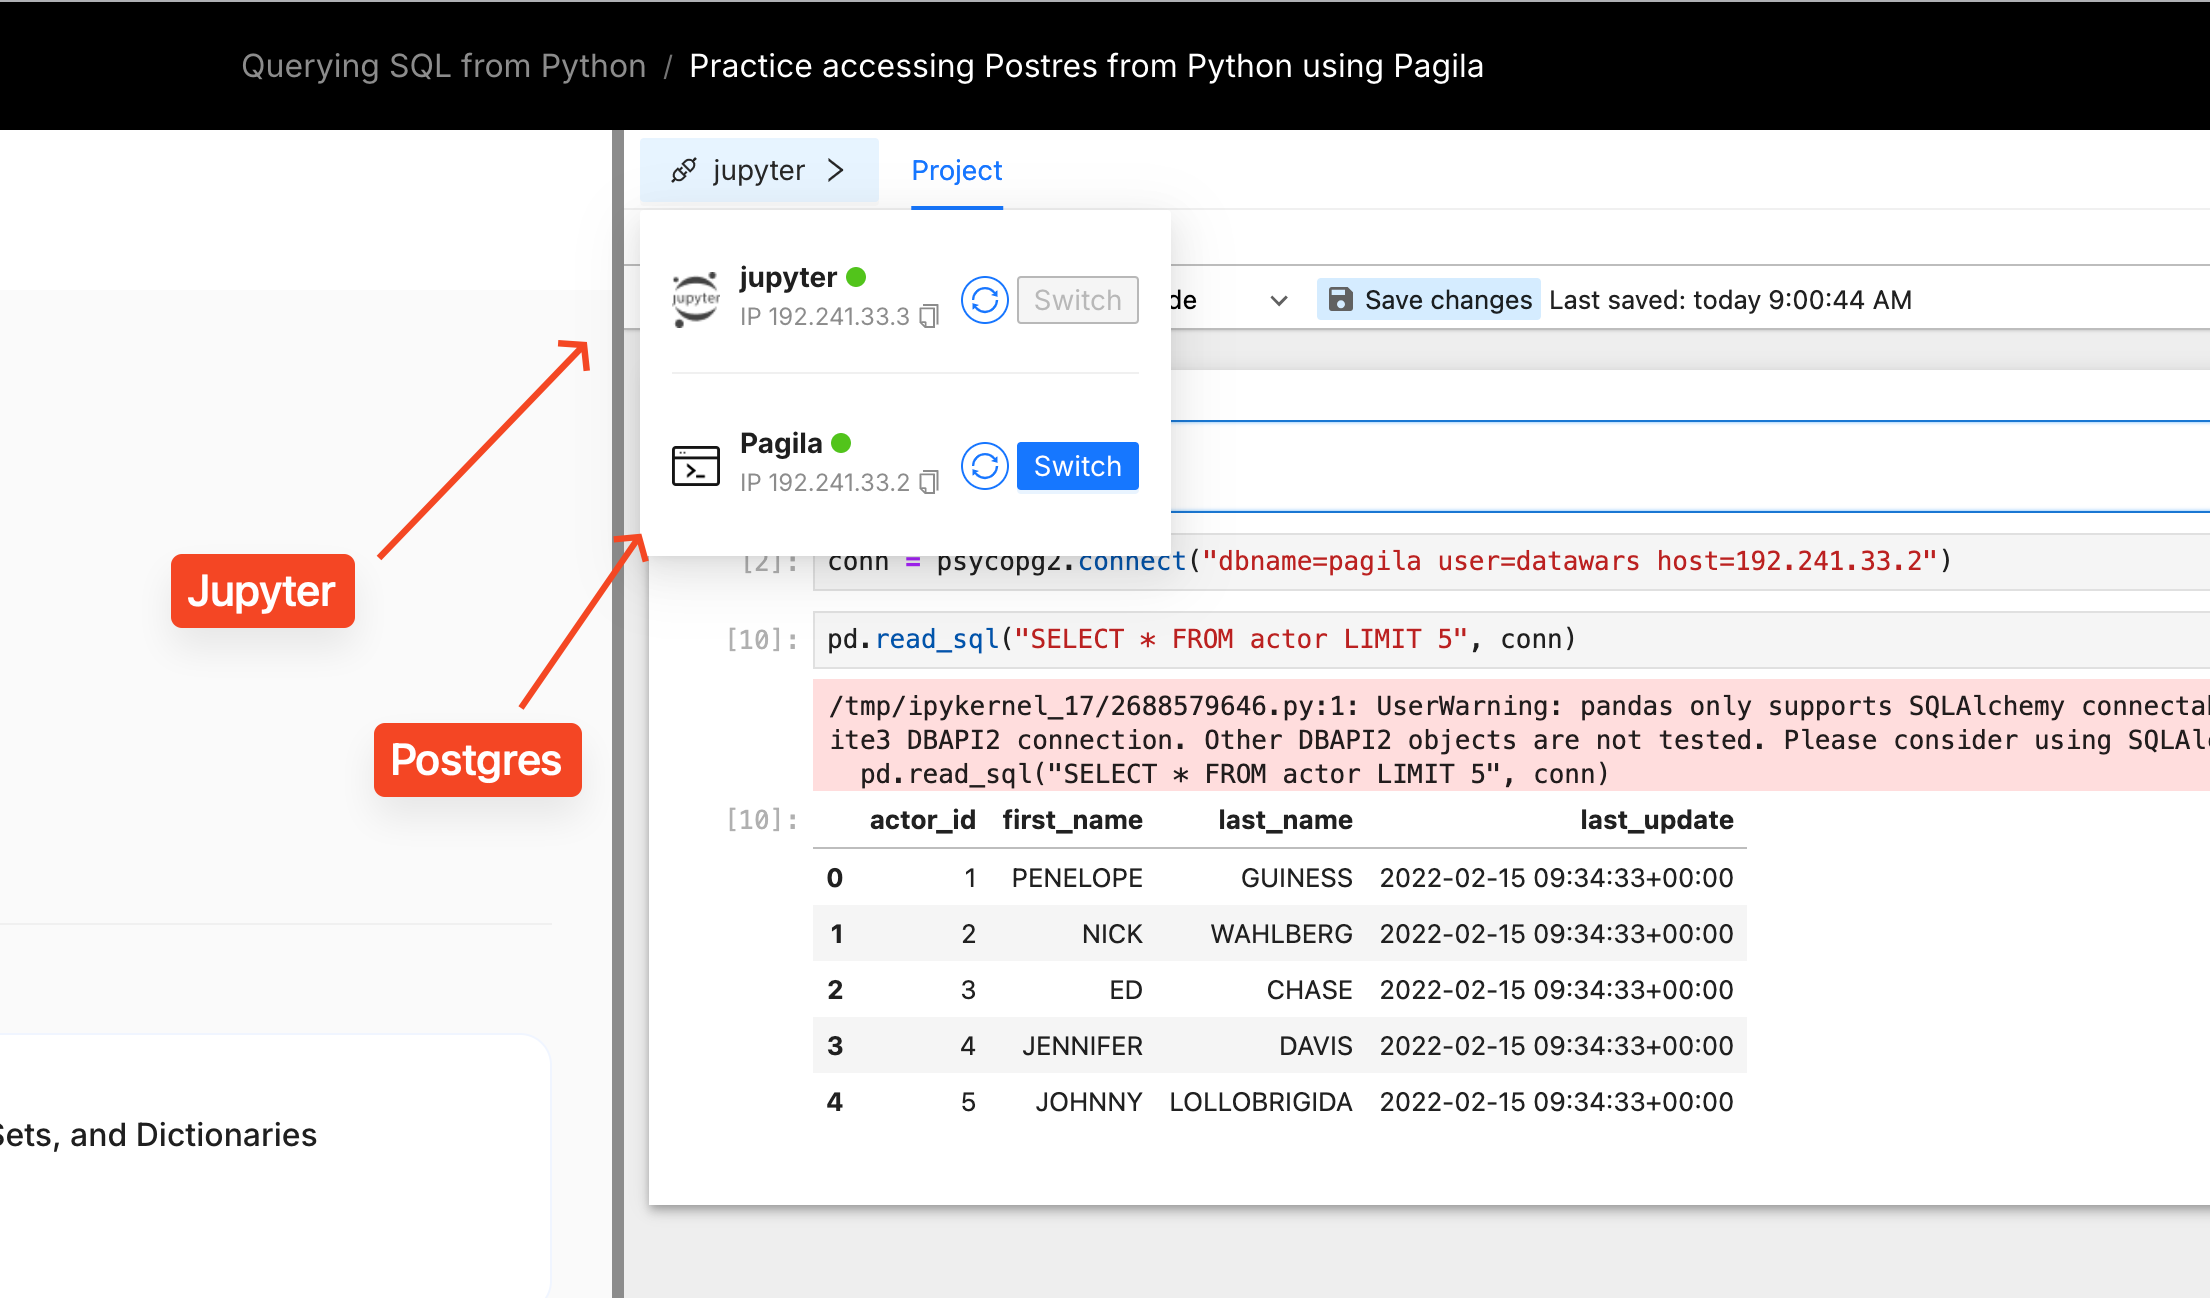 Querying SQL from Python / Practice accessing Postres from Python using Pagila
jupyter > Project
jupyter
jupyter
IP 192.241.33.3
Switch
de
Save changes Last saved: today 9:00:44 AM
Pagila
IP 192.241.33.2
Switch
Jupyter
Postgres
[2]: conn = psycopg2.connect("dbname=pagila user=datawars host=192.241.33.2")
[10]: pd.read_sql("SELECT * FROM actor LIMIT 5", conn)
/tmp/ipykernel_17/2688579646.py:1: UserWarning: pandas only supports SQLAlchemy connectab
ite3 DBAPI2 connection. Other DBAPI2 objects are not tested. Please consider using SQLAlc
pd.read_sql("SELECT * FROM actor LIMIT 5", conn)
[10]: actor_id first_name last_name last_update
0 1 PENELOPE GUINESS 2022-02-15 09:34:33+00:00
1 2 NICK WAHLBERG 2022-02-15 09:34:33+00:00
2 3 ED CHASE 2022-02-15 09:34:33+00:00
3 4 JENNIFER DAVIS 2022-02-15 09:34:33+00:00
4 5 JOHNNY LOLLOBRIGIDA 2022-02-15 09:34:33+00:00
Sets, and Dictionaries